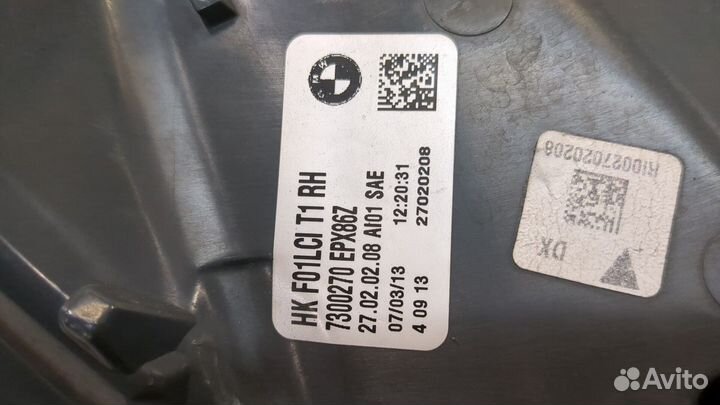 BMW
HK F01LCI T1 RH
7300270 EPX86Z
27.02.02.08 AI01 SAE
07/03/13 12:20:31
4 09 13 27020208
RI0027020208
DX
Avito